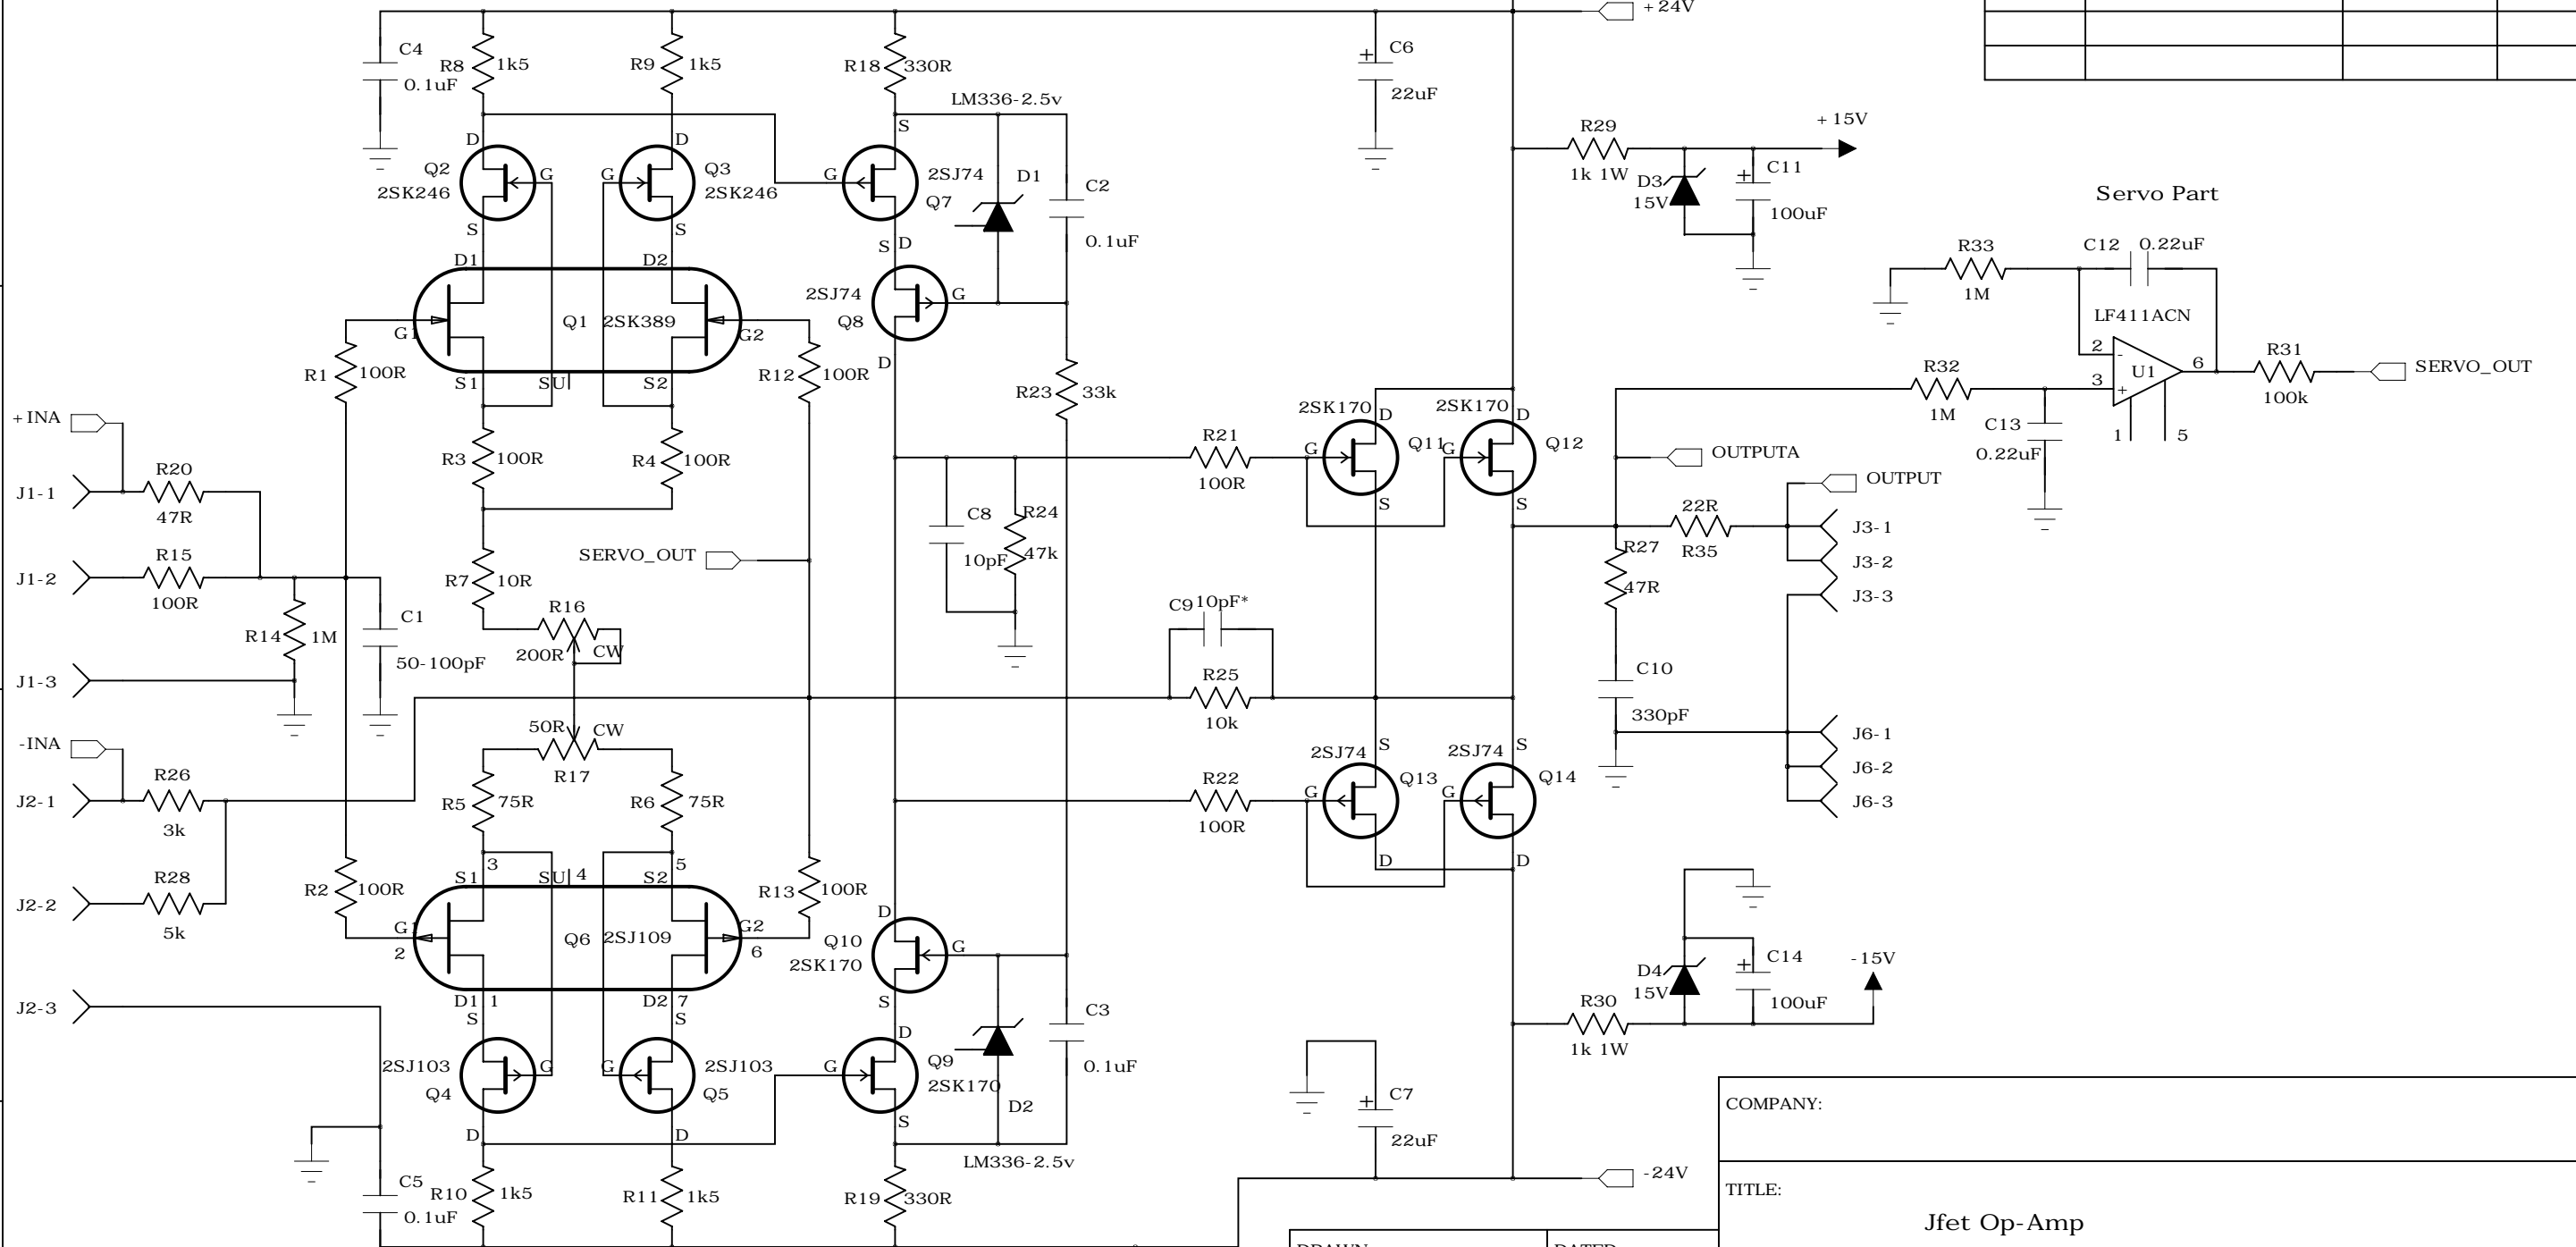 +24V
C4
0.1uF
R8
1k5
R9
1k5
R18
330R
C6
+
22uF
LM336-2.5v
R29
1k 1W
+15V
D
D
S
Q2
2SK246
G
G
Q3
2SK246
G
2SJ74
Q7
D1
C2
0.1uF
D3
15V
+
C11
100uF
Servo Part
S
S
S
D
D1
D2
2SJ74
Q8
G
D
R33
1M
C12
0.22uF
LF411ACN
G1
Q1
2SK389
G2
R1
100R
S1
SU
S2
R12
100R
R23
33k
2
-
3
+
U1
6
1
5
R31
100k
SERVO_OUT
R32
1M
C13
0.22uF
+INA
J1-1
R20
47R
R3
100R
R4
100R
R21
100R
2SK170
D
G
Q11
S
2SK170
D
G
Q12
S
OUTPUTA
OUTPUT
22R
R35
J3-1
J3-2
J3-3
J1-2
R15
100R
R14
1M
C1
50-100pF
J1-3
R7
10R
R16
200R
CW
SERVO_OUT
C8
10pF
R24
47k
C9
10pF*
R25
10k
R27
47R
C10
330pF
J6-1
J6-2
J6-3
-INA
J2-1
R26
3k
J2-2
R28
5k
50R
CW
R17
R5
75R
R6
75R
R22
100R
2SJ74
S
G
Q13
D
2SJ74
S
G
Q14
D
3
5
S1
SU
4
S2
R2
100R
R13
100R
G1
2
Q6
2SJ109
G2
6
D
Q10
2SK170
G
S
D1
1
D2
7
S
S
J2-3
2SJ103
Q4
G
G
2SJ103
Q5
D
G
Q9
2SK170
S
D2
C3
0.1uF
D4
15V
+
C14
100uF
-15V
R30
1k 1W
D
D
LM336-2.5v
+
C7
22uF
-24V
C5
0.1uF
R10
1k5
R11
1k5
R19
330R
COMPANY:
TITLE:
Jfet Op-Amp
DRAWN
DATED